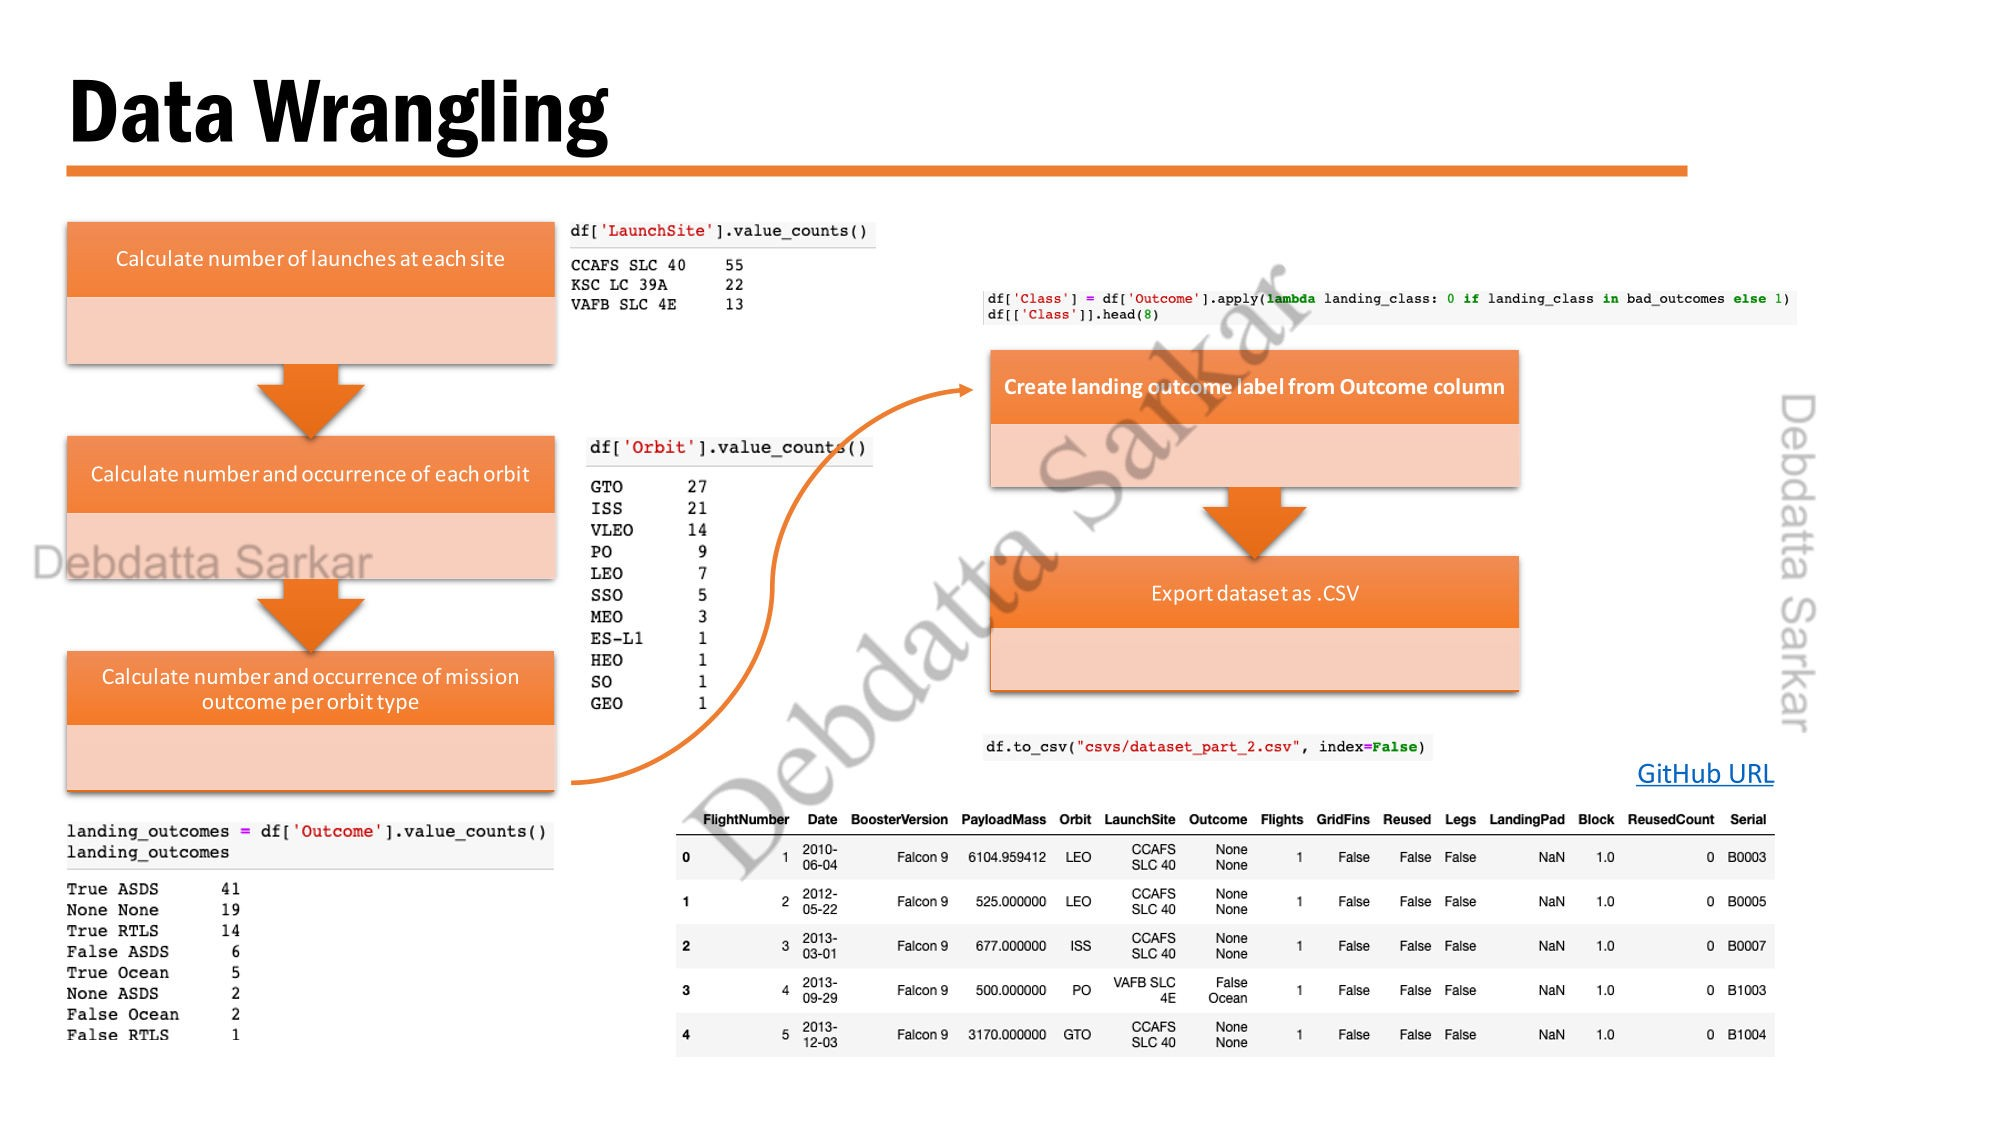 Data Wrangling
Calculate number of launches at each site
df['LaunchSite'].value_counts()
CCAFS SLC 40 55
KSC LC 39A 22
VAFB SLC 4E 13
Calculate number and occurrence of each orbit
df['Orbit'].value_counts()
GTO 27
ISS 21
VLEO 14
PO 9
LEO 7
SSO 5
MEO 3
ES-L1 1
HEO 1
SO 1
GEO 1
Debdatta Sarkar
Calculate number and occurrence of mission
outcome per orbit type
landing_outcomes = df['Outcome'].value_counts()
landing_outcomes
True ASDS 41
None None 19
True RTLS 14
False ASDS 6
True Ocean 5
None ASDS 2
False Ocean 2
False RTLS 1
df['Class'] = df['Outcome'].apply(lambda landing_class: 0 if landing_class in bad_outcomes else 1)
df[['Class']].head(8)
Create landing outcome label from Outcome column
Export dataset as .CSV
Debdatta Sarkar
Debdatta Sarkar
df.to_csv("csvs/dataset_part_2.csv", index=False)
GitHub URL
FlightNumber Date BoosterVersion PayloadMass Orbit LaunchSite Outcome Flights GridFins Reused Legs LandingPad Block ReusedCount Serial
2010- CCAFS None
0 1 Falcon 9 6104.959412 LEO 1 False False False NaN 1.0 0 B0003
06-04 SLC 40 None
2012- CCAFS None
1 2 Falcon 9 525.000000 LEO 1 False False False NaN 1.0 0 B0005
05-22 SLC 40 None
2013- CCAFS None
2 3 Falcon 9 677.000000 ISS 1 False False False NaN 1.0 0 B0007
03-01 SLC 40 None
2013- VAFB SLC False
3 4 Falcon 9 500.000000 PO 1 False False False NaN 1.0 0 B1003
09-29 4E Ocean
2013- CCAFS None
4 5 Falcon 9 3170.000000 GTO 1 False False False NaN 1.0 0 B1004
12-03 SLC 40 None